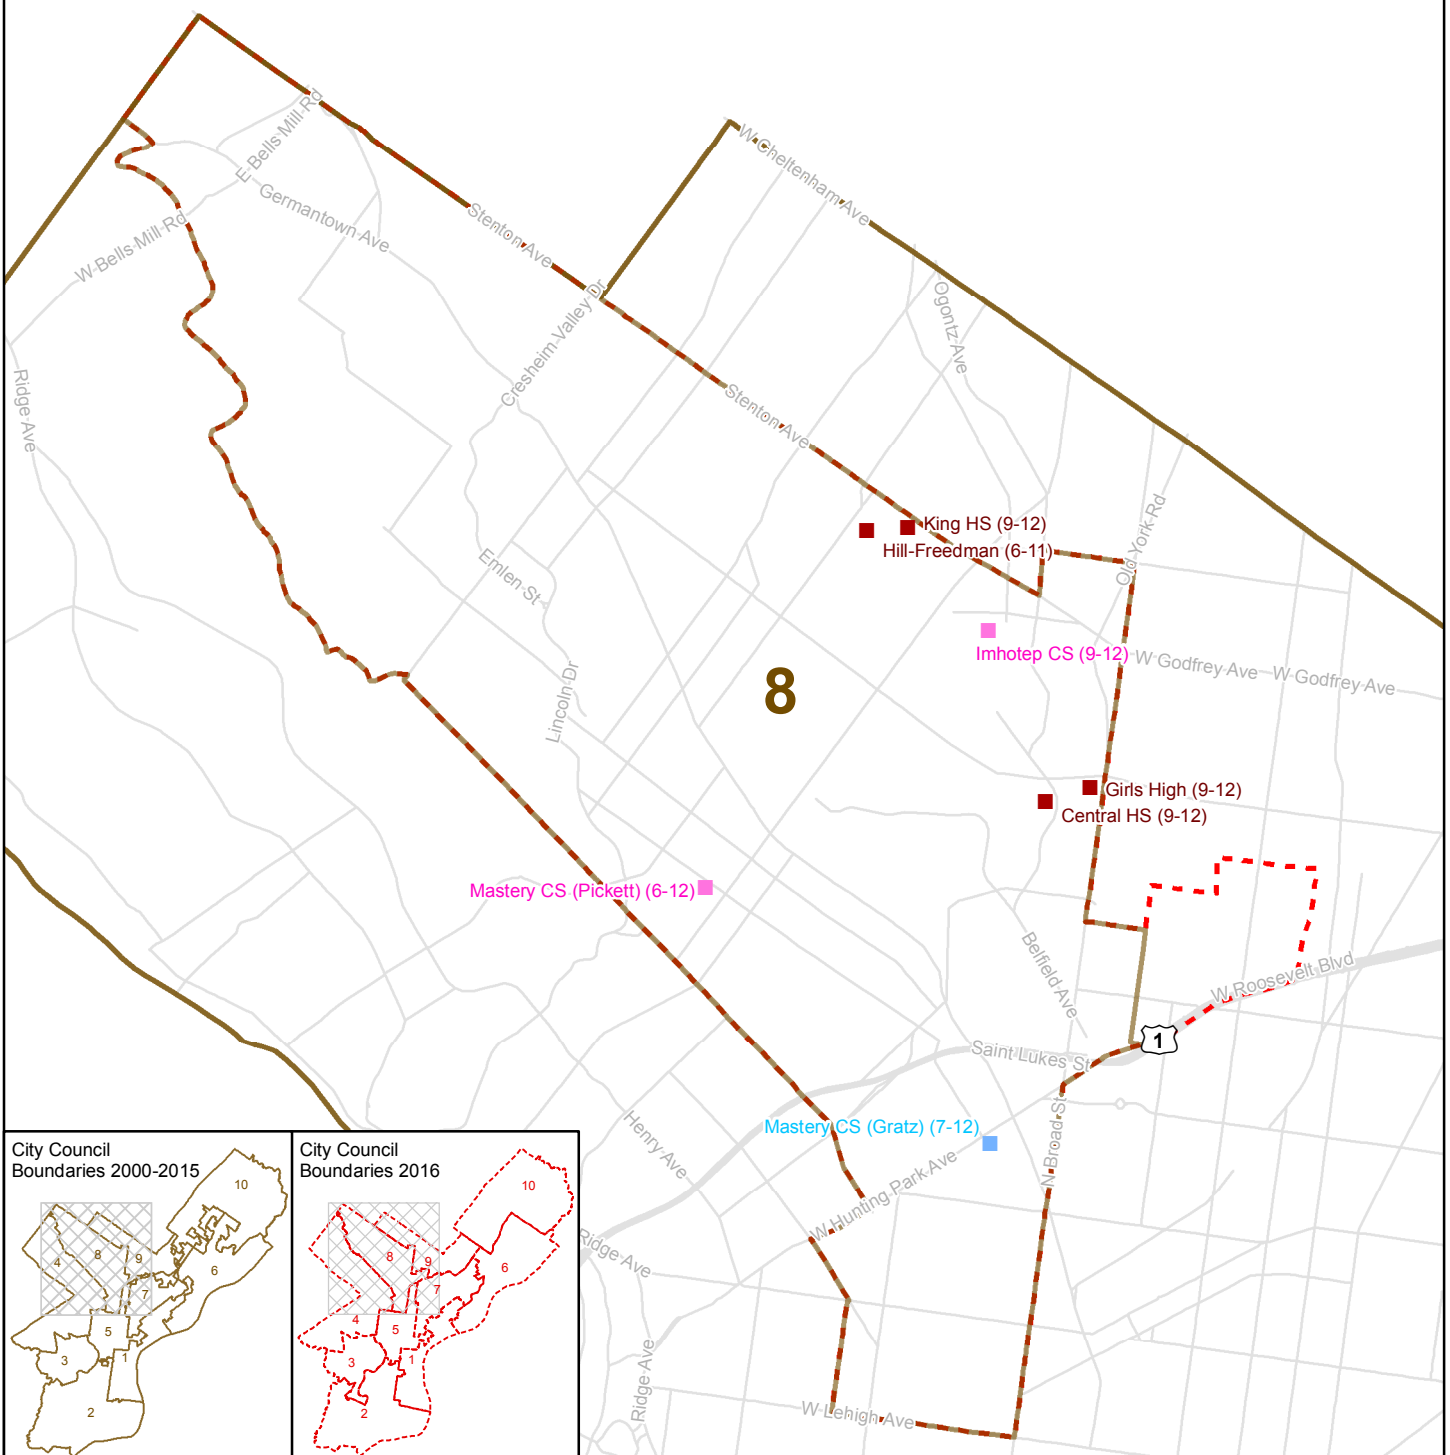 W Cheltenham Ave
E Bells Mill Rd
Germantown Ave
W Bells Mill Rd
Stenton Ave
Cresheim Valley Dr
Ogontz Ave
Ridge Ave
Stenton Ave
Old York Rd
King HS (9-12)
Hill-Freedman (6-11)
Emlen St
Imhotep CS (9-12)
W Godfrey Ave
W Godfrey Ave
8
Lincoln Dr
Girls High (9-12)
Central HS (9-12)
Mastery CS (Pickett) (6-12)
Belfield Ave
W Roosevelt Blvd
1
Saint Lukes St
Mastery CS (Gratz) (7-12)
Henry Ave
N Broad St
W Hunting Park Ave
Ridge Ave
Ridge Ave
W Lehigh Ave
City Council
Boundaries 2000-2015
10
8
9
4
6
7
5
3
1
2
City Council
Boundaries 2016
10
8
9
6
7
4
5
3
1
2